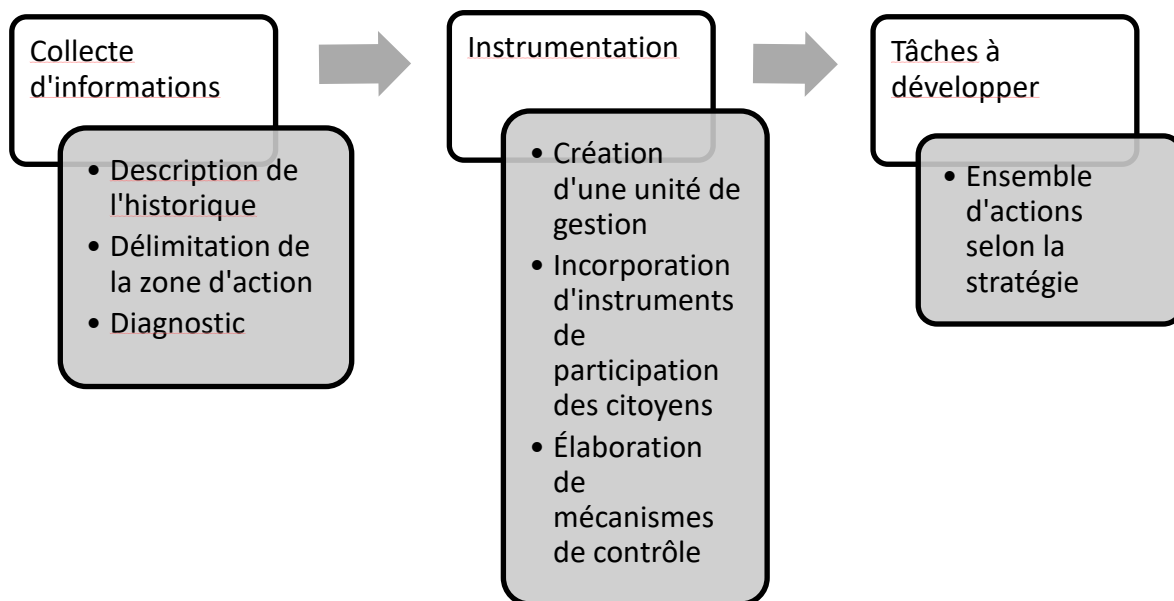 Collecte
d'informations
• Description de
l'historique
• Délimitation de
la zone d'action
• Diagnostic
Instrumentation
• Création
d'une unité de
gestion
• Incorporation
d'instruments
de
participation
des citoyens
• Élaboration
de
mécanismes
de contrôle
Tâches à
développer
• Ensemble
d'actions
selon la
stratégie